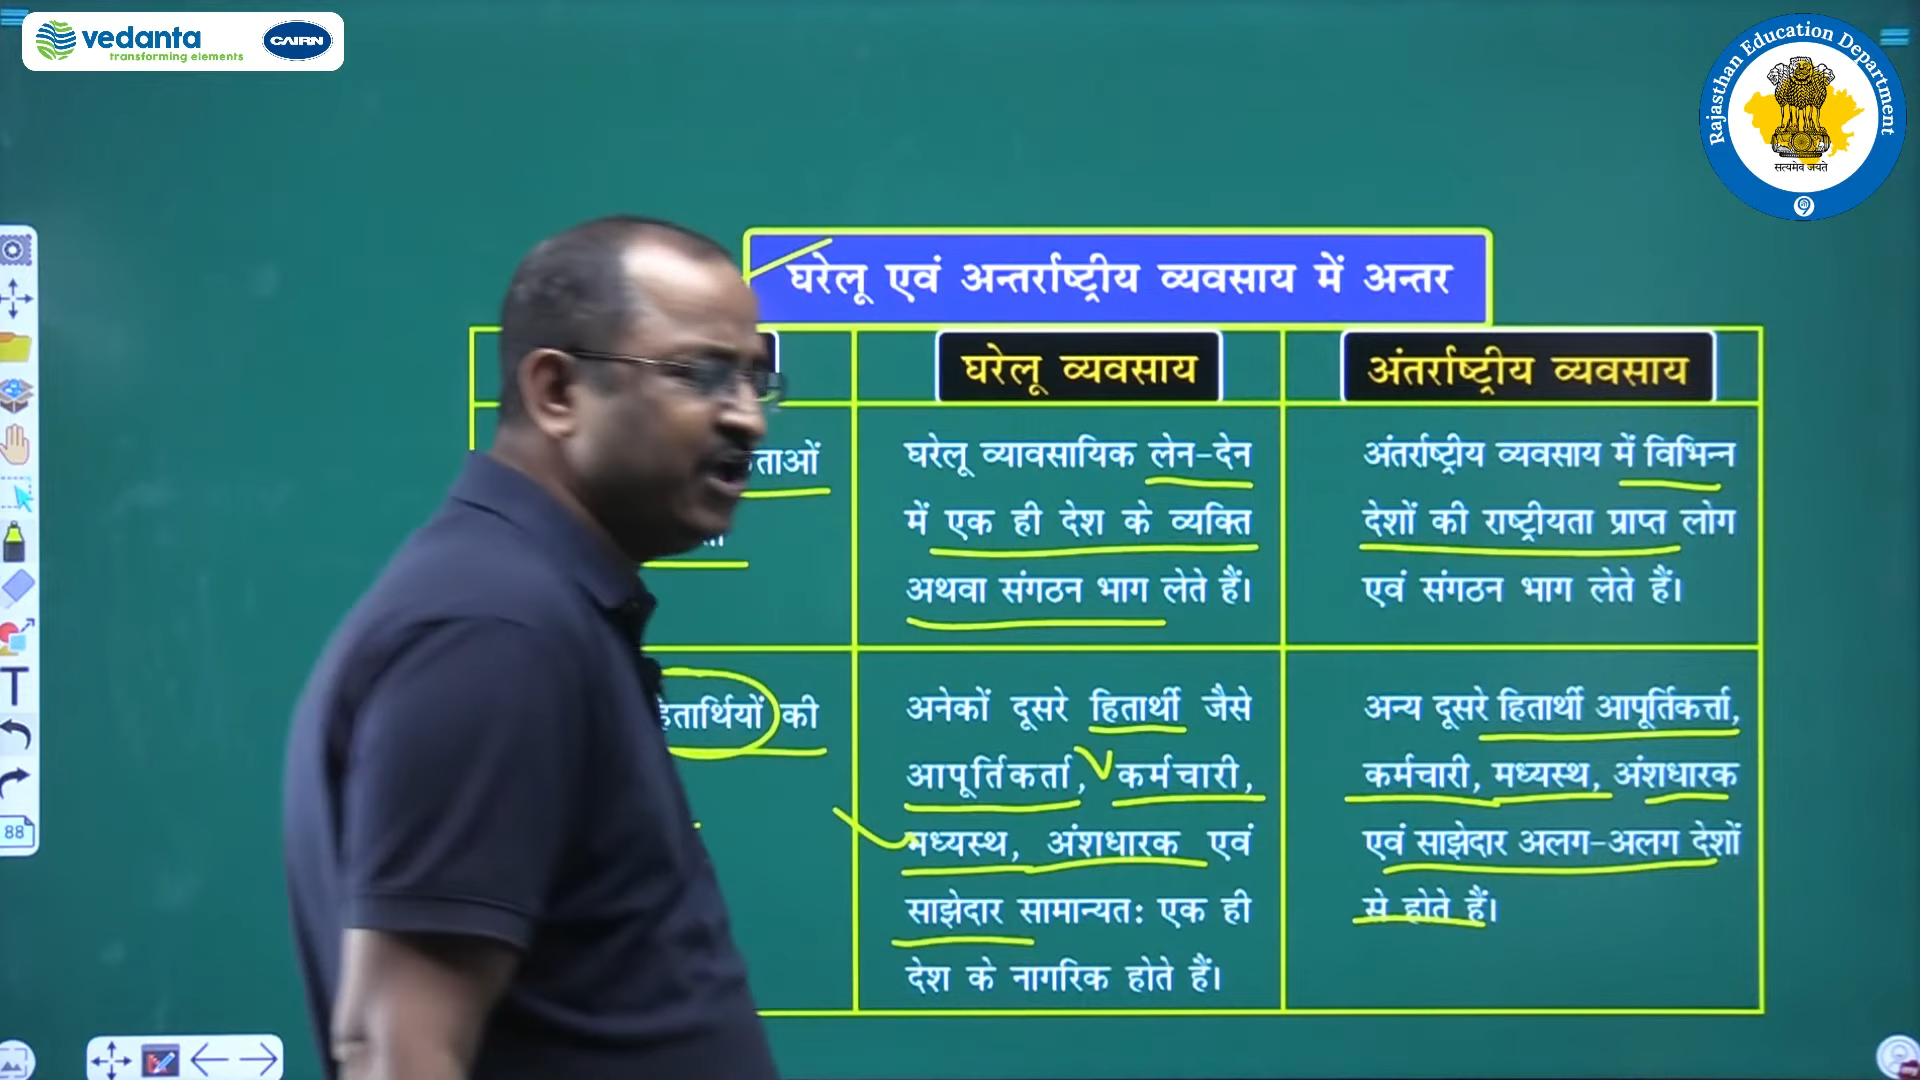 vedanta
transforming elements
CAIRN
Rajasthan Education Department
सत्यमेव जयते
घरेलू एवं अन्तर्राष्ट्रीय व्यवसाय में अन्तर
घरेलू व्यवसाय
अंतर्राष्ट्रीय व्यवसाय
घरेलू व्यावसायिक लेन-देन
में एक ही देश के व्यक्ति
अथवा संगठन भाग लेते हैं।
अंतर्राष्ट्रीय व्यवसाय में विभिन्न
देशों की राष्ट्रीयता प्राप्त लोग
एवं संगठन भाग लेते हैं।
हितार्थियों की
अनेकों दूसरे हितार्थी जैसे
आपूर्तिकर्ता, कर्मचारी,
मध्यस्थ, अंशधारक एवं
साझेदार सामान्यत: एक ही
देश के नागरिक होते हैं।
अन्य दूसरे हितार्थी आपूर्तिकर्त्ता,
कर्मचारी, मध्यस्थ, अंशधारक
एवं साझेदार अलग-अलग देशों
से होते हैं।
88